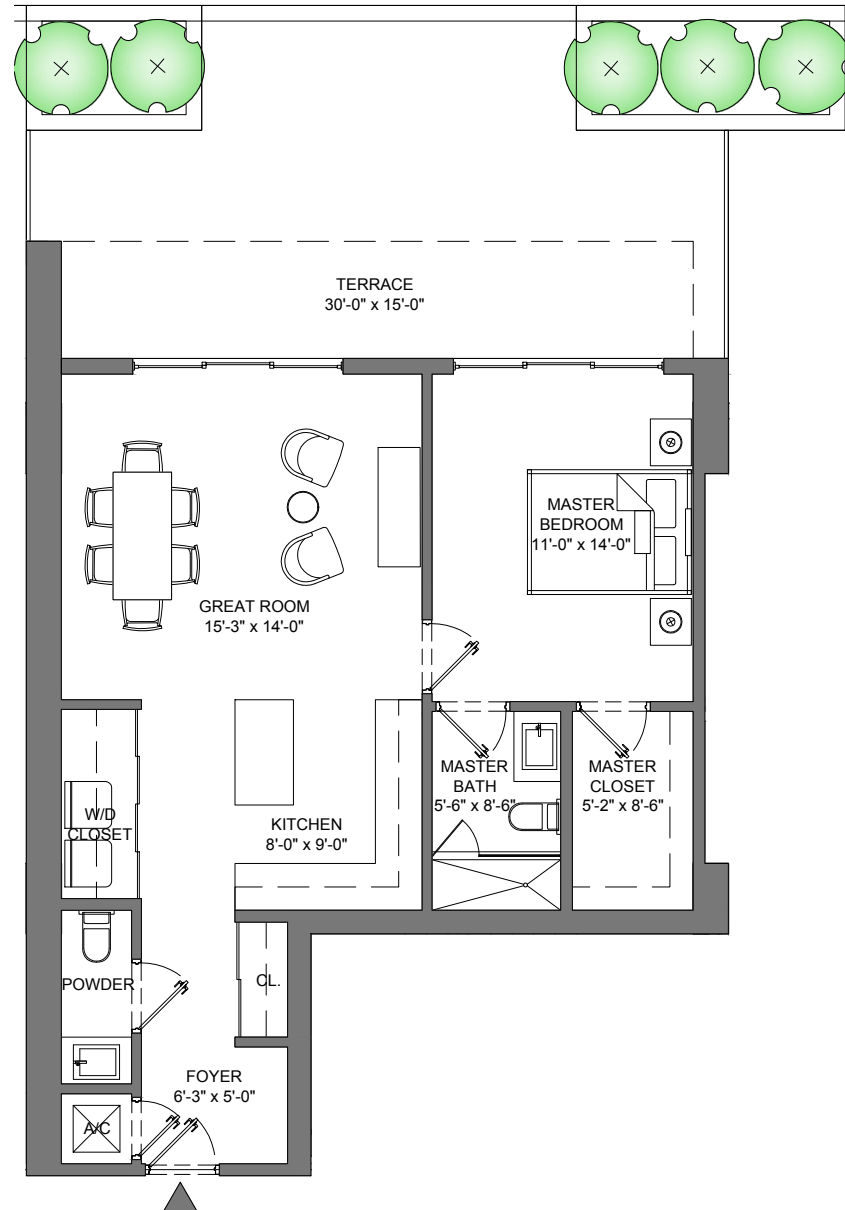 TERRACE
30'-0" x 15'-0"
MASTER
BEDROOM
11'-0" x 14'-0"
GREAT ROOM
15'-3" x 14'-0"
MASTER
BATH
5'-6" x 8'-6"
MASTER
CLOSET
5'-2" x 8'-6"
W/D
CLOSET
KITCHEN
8'-0" x 9'-0"
POWDER
CL.
FOYER
6'-3" x 5'-0"
A/C